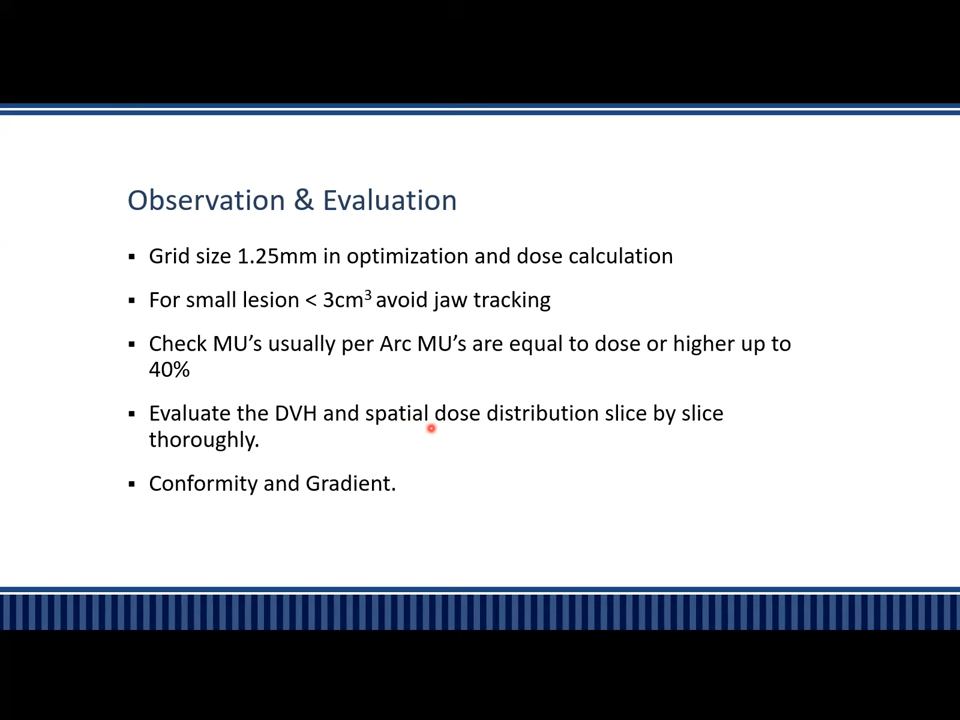 Observation & Evaluation
▪ Grid size 1.25mm in optimization and dose calculation
▪ For small lesion < 3cm³ avoid jaw tracking
▪ Check MU’s usually per Arc MU’s are equal to dose or higher up to
40%
▪ Evaluate the DVH and spatial dose distribution slice by slice
thoroughly.
▪ Conformity and Gradient.